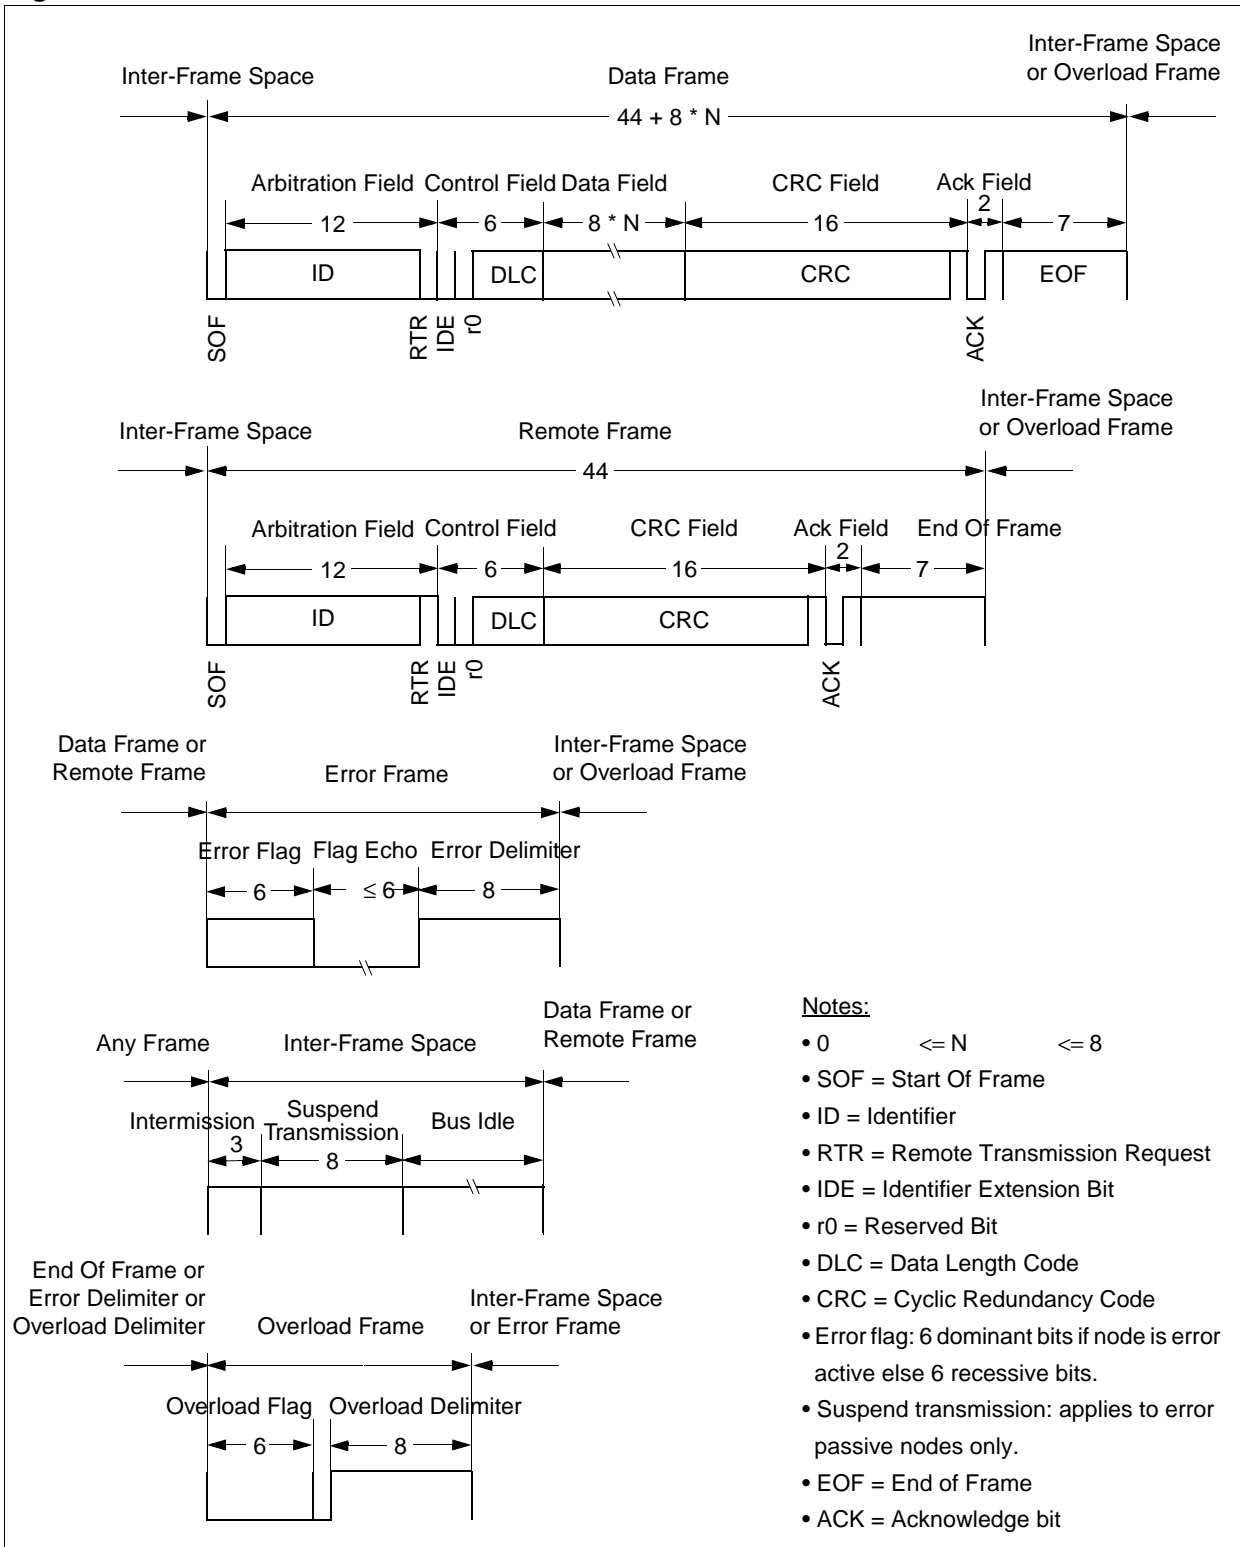 Inter-Frame Space
or Overload Frame
Inter-Frame Space
Data Frame
44 + 8 * N
Arbitration Field
Control Field
Data Field
CRC Field
Ack Field
12
6
8 * N
16
2
7
ID
DLC
CRC
EOF
SOF
RTR
IDE
r0
ACK
Inter-Frame Space
or Overload Frame
Inter-Frame Space
Remote Frame
44
Arbitration Field
Control Field
CRC Field
Ack Field
End Of Frame
12
6
16
2
7
ID
DLC
CRC
SOF
RTR
IDE
r0
ACK
Data Frame or
Remote Frame
Error Frame
Inter-Frame Space
or Overload Frame
Error Flag
Flag Echo
Error Delimiter
6
≤ 6
8
Any Frame
Inter-Frame Space
Data Frame or
Remote Frame
Intermission
Suspend
Transmission
Bus Idle
3
8
End Of Frame or
Error Delimiter or
Overload Delimiter
Overload Frame
Inter-Frame Space
or Error Frame
Overload Flag
Overload Delimiter
6
8
Notes:
• 0 <= N <= 8
• SOF = Start Of Frame
• ID = Identifier
• RTR = Remote Transmission Request
• IDE = Identifier Extension Bit
• r0 = Reserved Bit
• DLC = Data Length Code
• CRC = Cyclic Redundancy Code
• Error flag: 6 dominant bits if node is error
active else 6 recessive bits.
• Suspend transmission: applies to error
passive nodes only.
• EOF = End of Frame
• ACK = Acknowledge bit